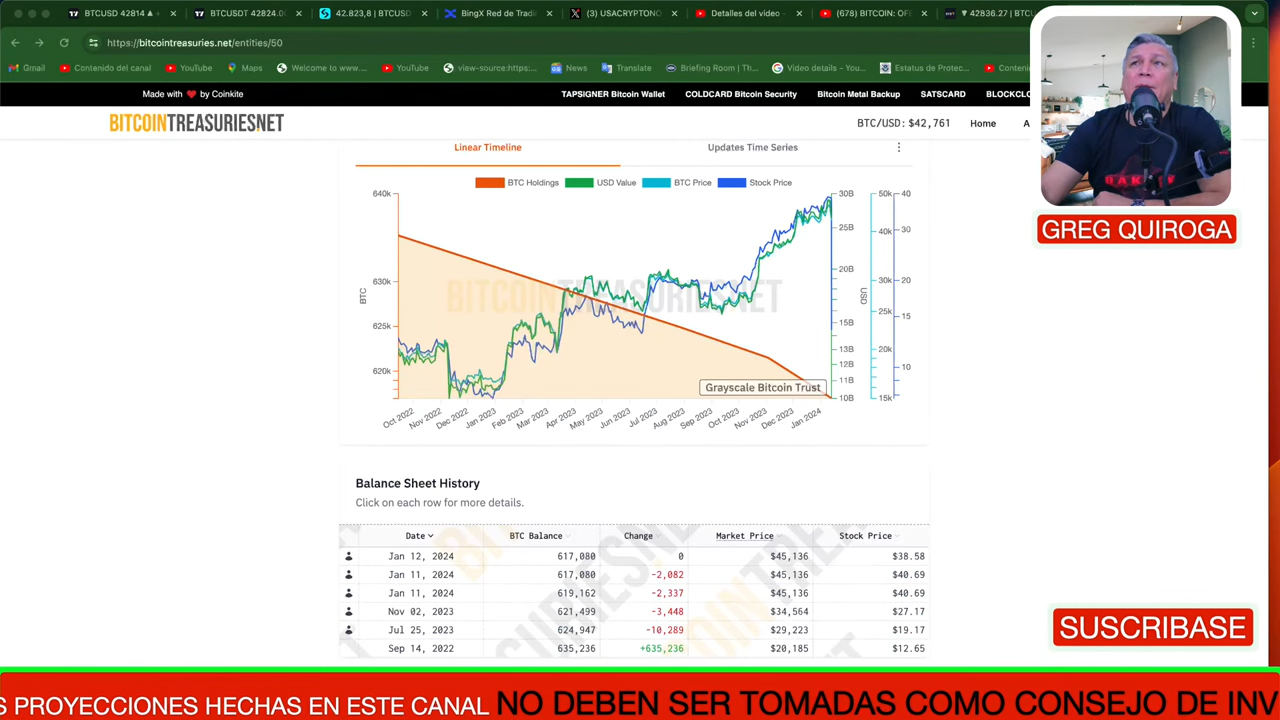 BTCUSD 42814 ▲ +
BTCUSDT 42824.0
42.823,8 | BTCUSD
BingX Red de Tradi
(3) USACRYPTONO
Detalles del video -
(678) BITCOIN: OFE
▼ 42836.27 | BTCU
https://bitcointreasuries.net/entities/50
Gmail
Contenido del canal
YouTube
Maps
Welcome to www....
YouTube
view-source:https:...
News
Translate
Briefing Room | Th...
Video details - You...
Estatus de Protec...
Conteni
Made with ♥ by Coinkite
TAPSIGNER Bitcoin Wallet
COLDCARD Bitcoin Security
Bitcoin Metal Backup
SATSCARD
BLOCKCLO
BITCOINTREASURIES.NET
BTC/USD: $42,761
Home
A
Linear Timeline
Updates Time Series
BTC Holdings
USD Value
BTC Price
Stock Price
640k
630k
625k
620k
BTC
BITCOINTREASURIES.NET
30B
25B
20B
15B
13B
12B
11B
10B
USD
50k
40k
30k
25k
20k
15k
40
30
20
15
10
Grayscale Bitcoin Trust
Oct 2022
Nov 2022
Dec 2022
Jan 2023
Feb 2023
Mar 2023
Apr 2023
May 2023
Jun 2023
Jul 2023
Aug 2023
Sep 2023
Oct 2023
Nov 2023
Dec 2023
Jan 2024
Balance Sheet History
Click on each row for more details.
Date BTC Balance Change Market Price Stock Price
Jan 12, 2024 617,080 0 $45,136 $38.58
Jan 11, 2024 617,080 -2,082 $45,136 $40.69
Jan 11, 2024 619,162 -2,337 $45,136 $40.69
Nov 02, 2023 621,499 -3,448 $34,564 $27.17
Jul 25, 2023 624,947 -10,289 $29,223 $19.17
Sep 14, 2022 635,236 +635,236 $20,185 $12.65
GREG QUIROGA
SUSCRIBASE
S PROYECCIONES HECHAS EN ESTE CANAL NO DEBEN SER TOMADAS COMO CONSEJO DE INV